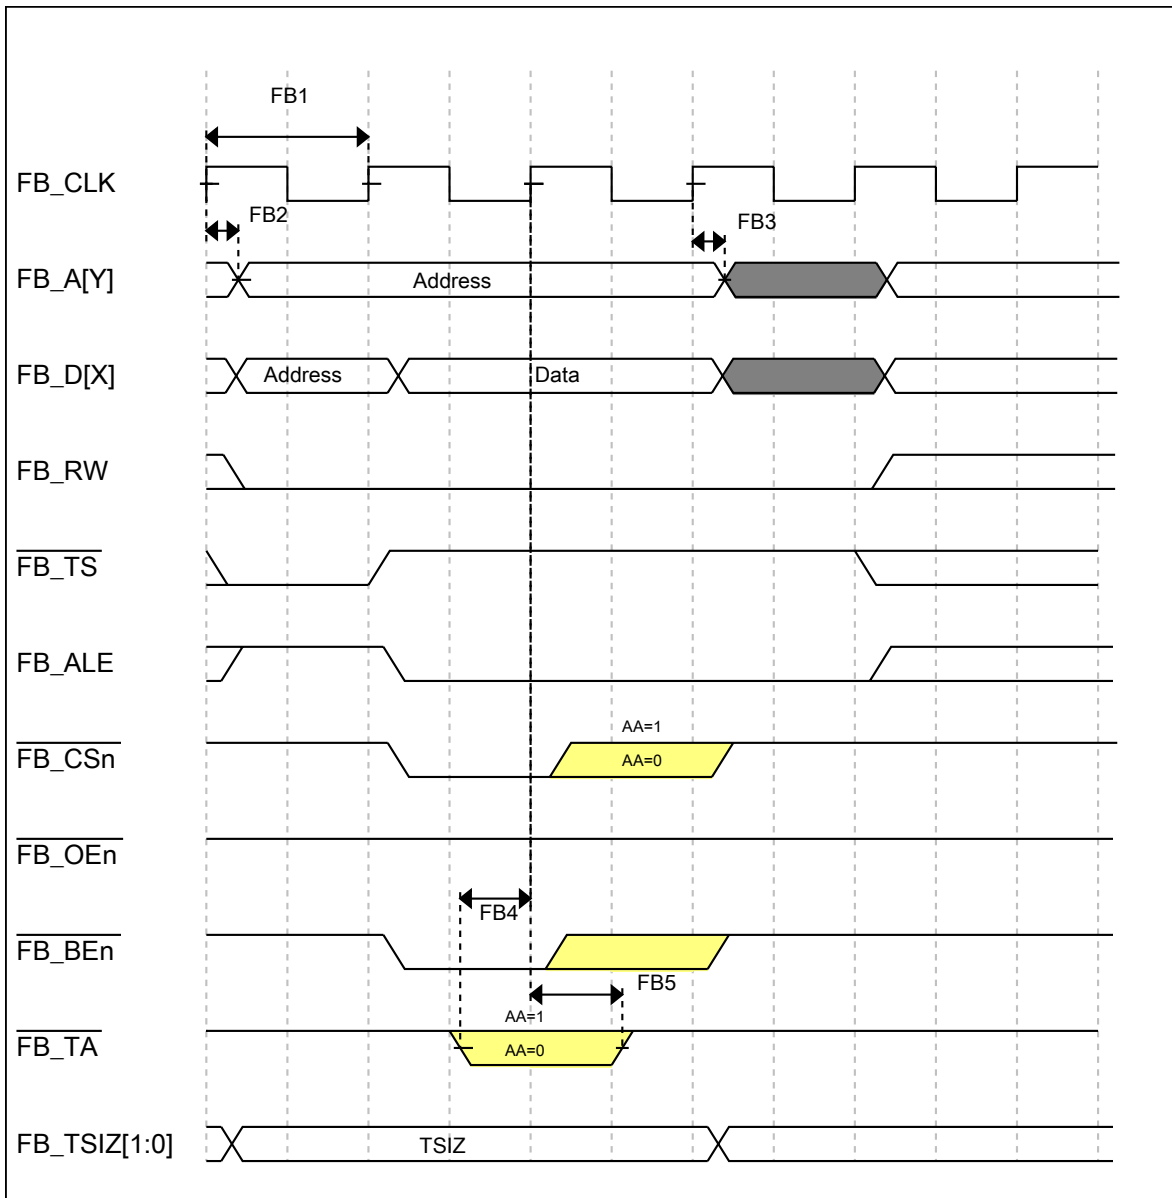 FB1
FB_CLK
FB2
FB3
FB_A[Y]
Address
FB_D[X]
Address
Data
FB_RW
FB_TS
FB_ALE
AA=1
FB_CSn
AA=0
FB_OEn
FB4
FB_BEn
FB5
AA=1
FB_TA
AA=0
FB_TSIZ[1:0]
TSIZ